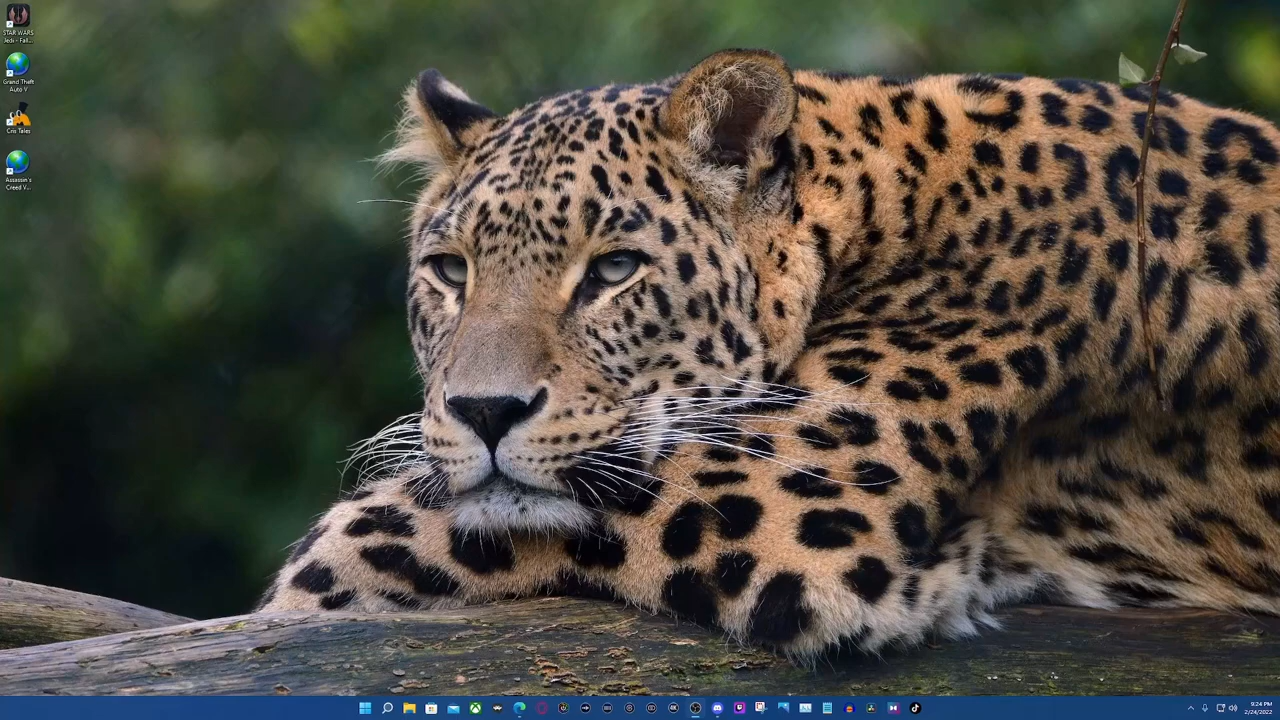 STAR WARS
Jedi - Fall...
Grand Theft
Auto V
Cris Tales
Assassin's
Creed V...
9:24 PM
2/24/2022